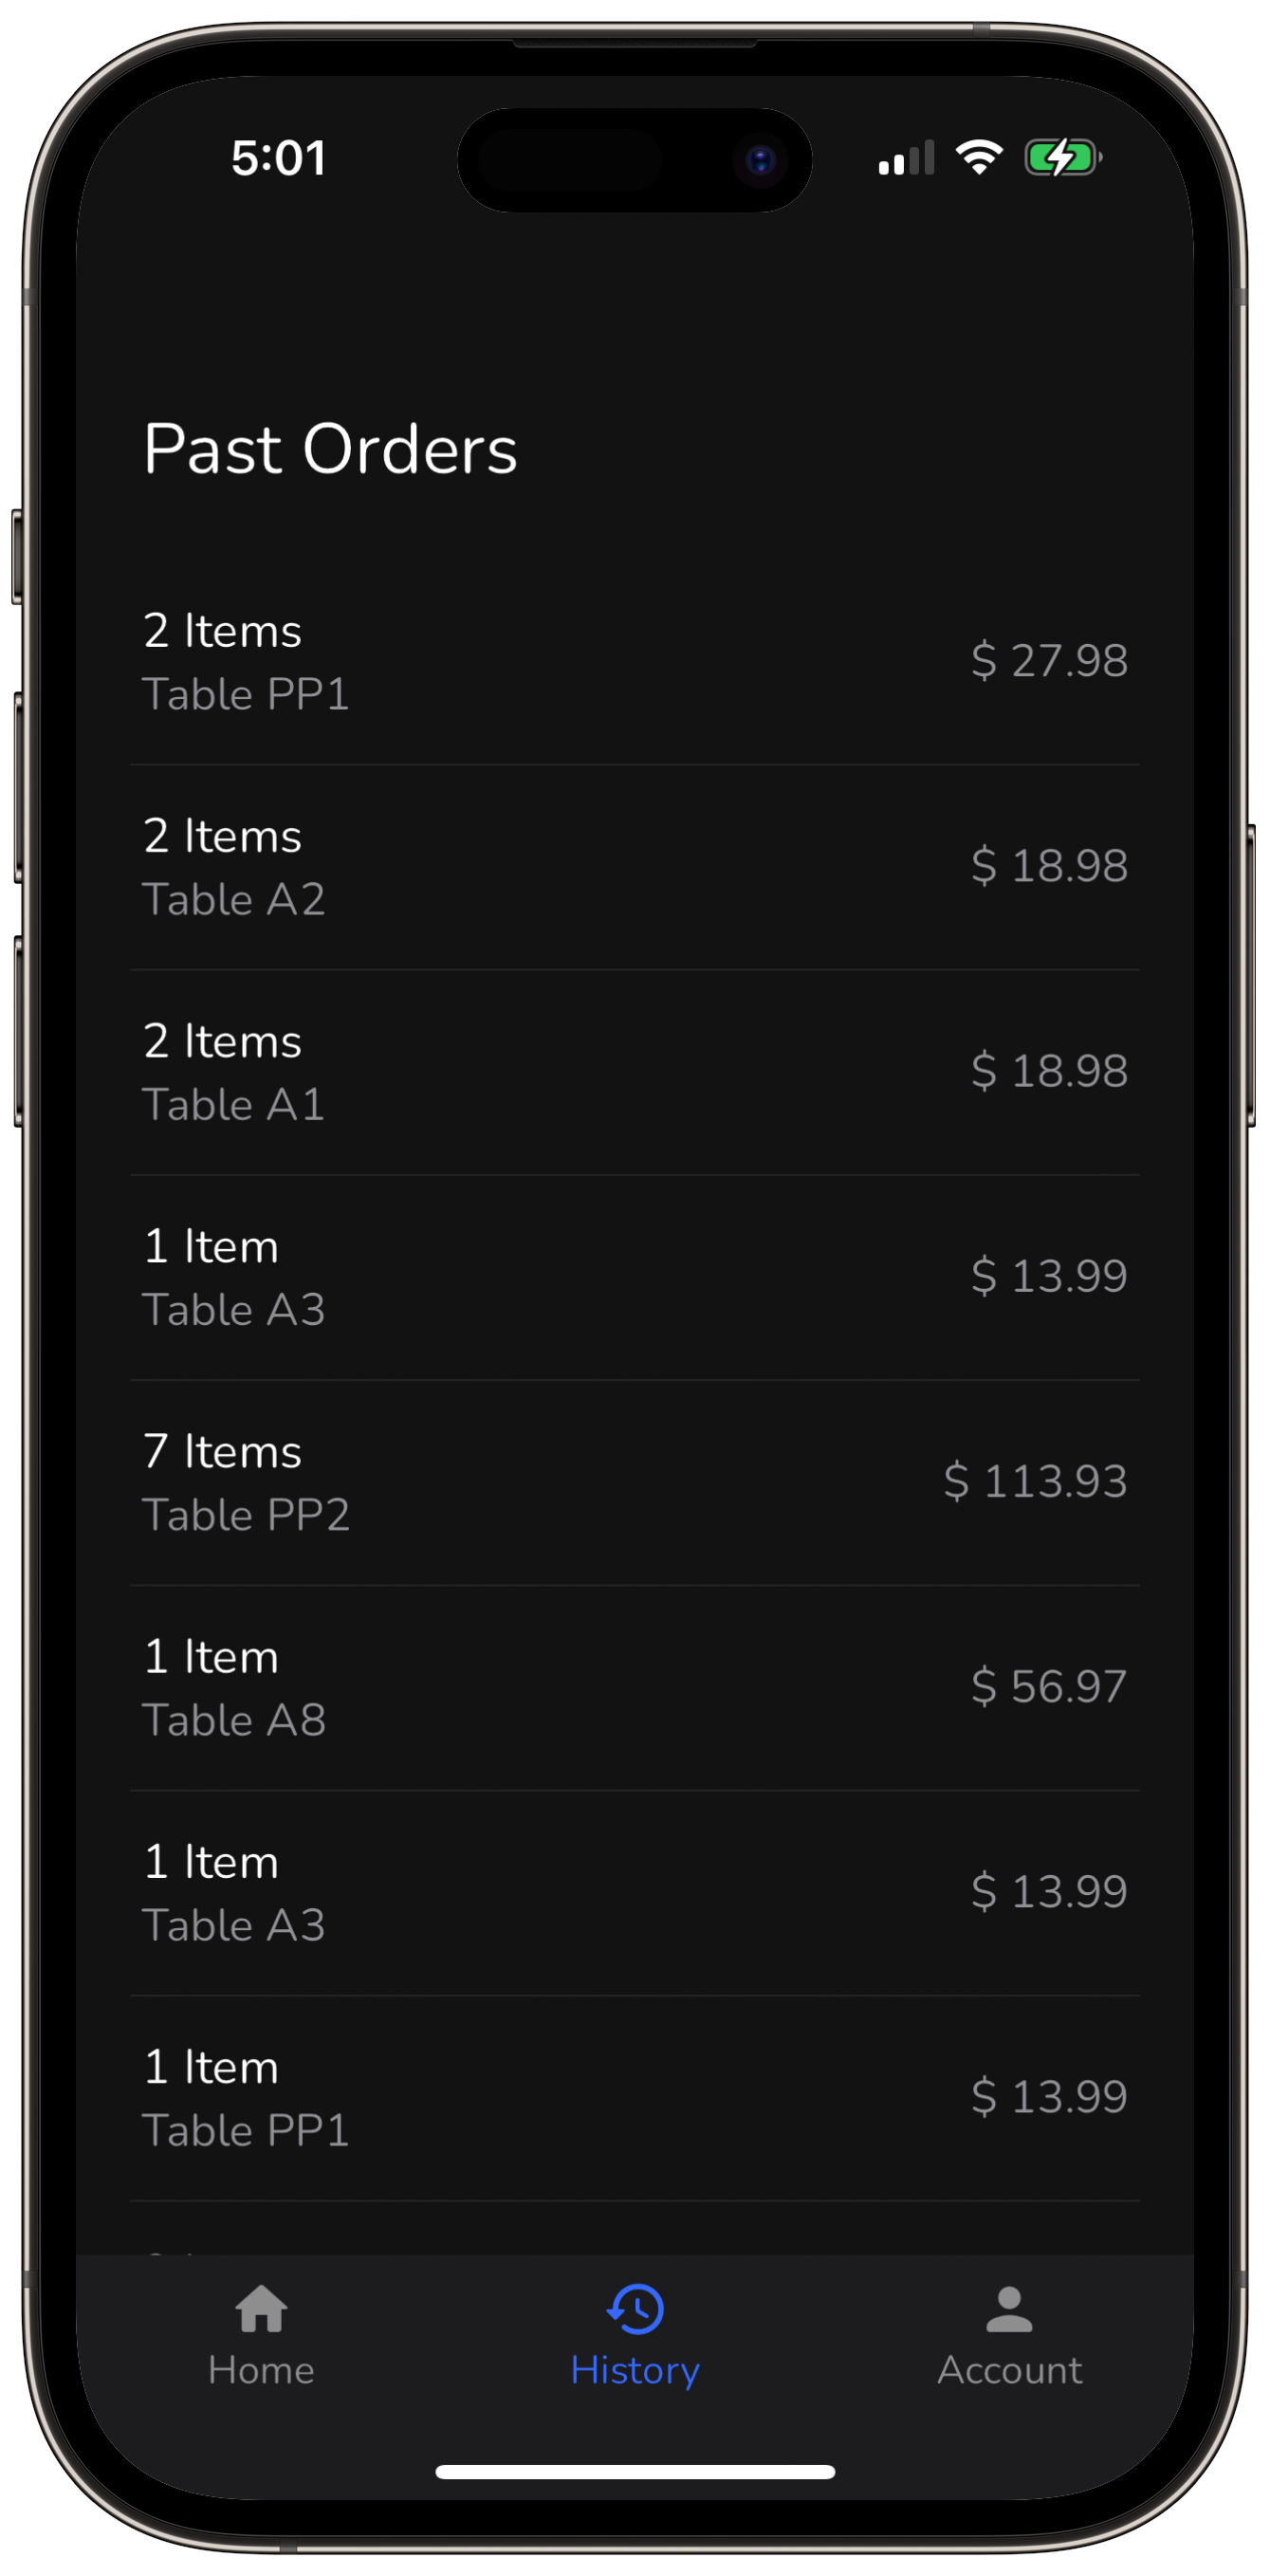 5:01
Past Orders
2 Items
Table PP1
$ 27.98
2 Items
Table A2
$ 18.98
2 Items
Table A1
$ 18.98
1 Item
Table A3
$ 13.99
7 Items
Table PP2
$ 113.93
1 Item
Table A8
$ 56.97
1 Item
Table A3
$ 13.99
1 Item
Table PP1
$ 13.99
Home
History
Account